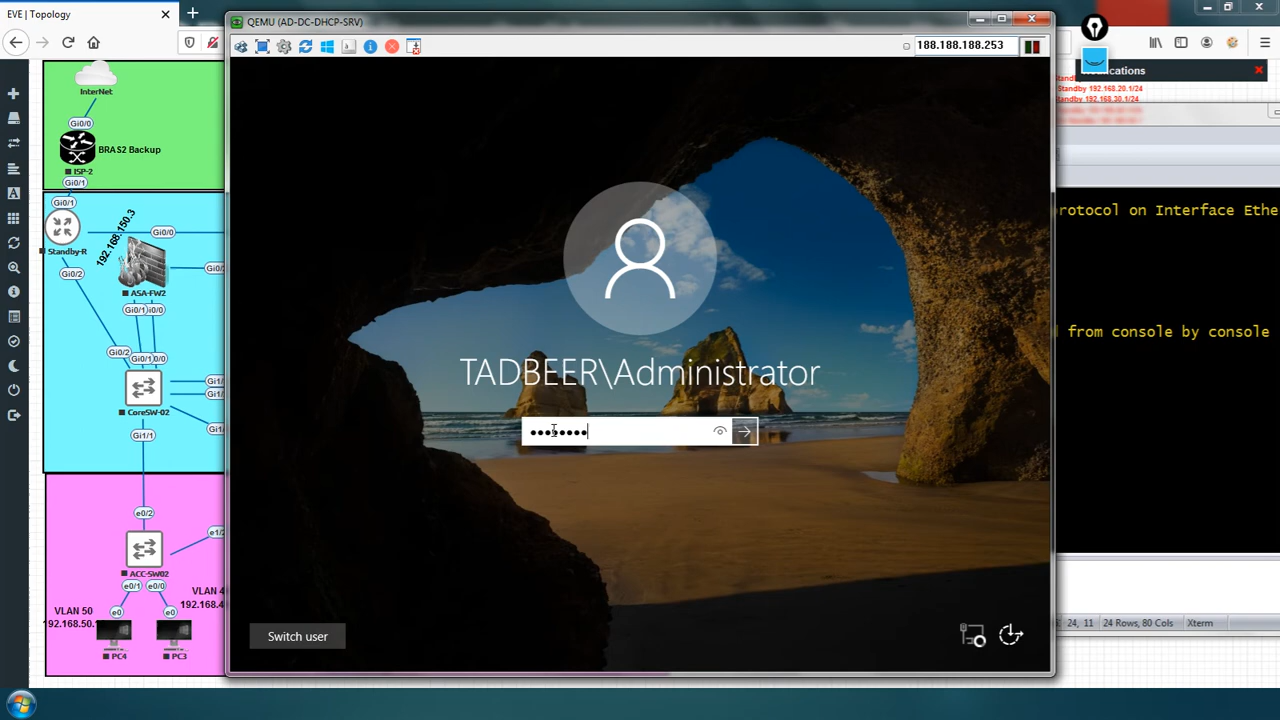 EVE | Topology
QEMU (AD-DC-DHCP-SRV)
188.188.188.253
InterNet
Gi0/0
BRAS2 Backup
ISP-2
Gi0/1
Gi0/1
192.168.150.3
Standby-R
Gi0/0
Gi0/2
ASA-FW2
Gi0/2
Gi0/1
CoreSW-02
Gi1/1
e0/2
ACC-SW02
e0/1
e0/0
VLAN 50
192.168.50.
e0
e0
PC4
PC3
TADBEER\Administrator
Switch user
Standby 192.168.20.1/24
Standby 192.168.30.1/24
rotocol on Interface Ethe
from console by console
24, 11
24 Rows, 80 Cols
Xterm